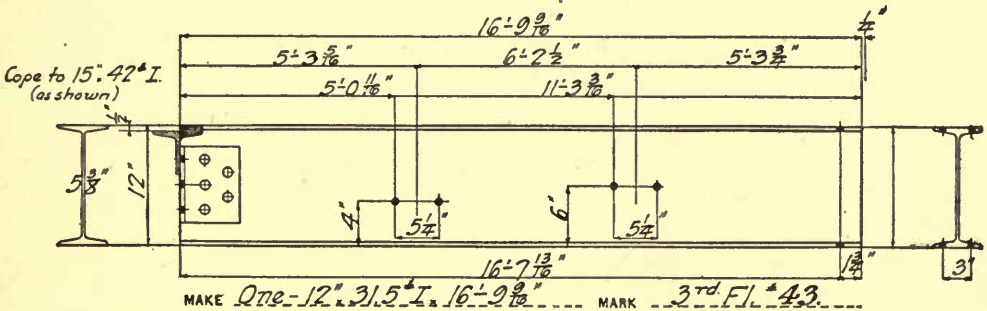 16'-9 9/16"
1/4"
5'-3 5/16" 6'-2 1/2" 5'-3 3/4"
Cope to 15", 42# I.
(as shown)
5'-0 11/16" 11'-3 3/16"
1/2"
5 3/8"
12"
4"
5 1/4"
6"
5 1/4"
16'-7 13/16"
1 3/4"
3"
MAKE One-12", 31.5# I, 16'-9 9/16" MARK 3rd. Fl. #43.